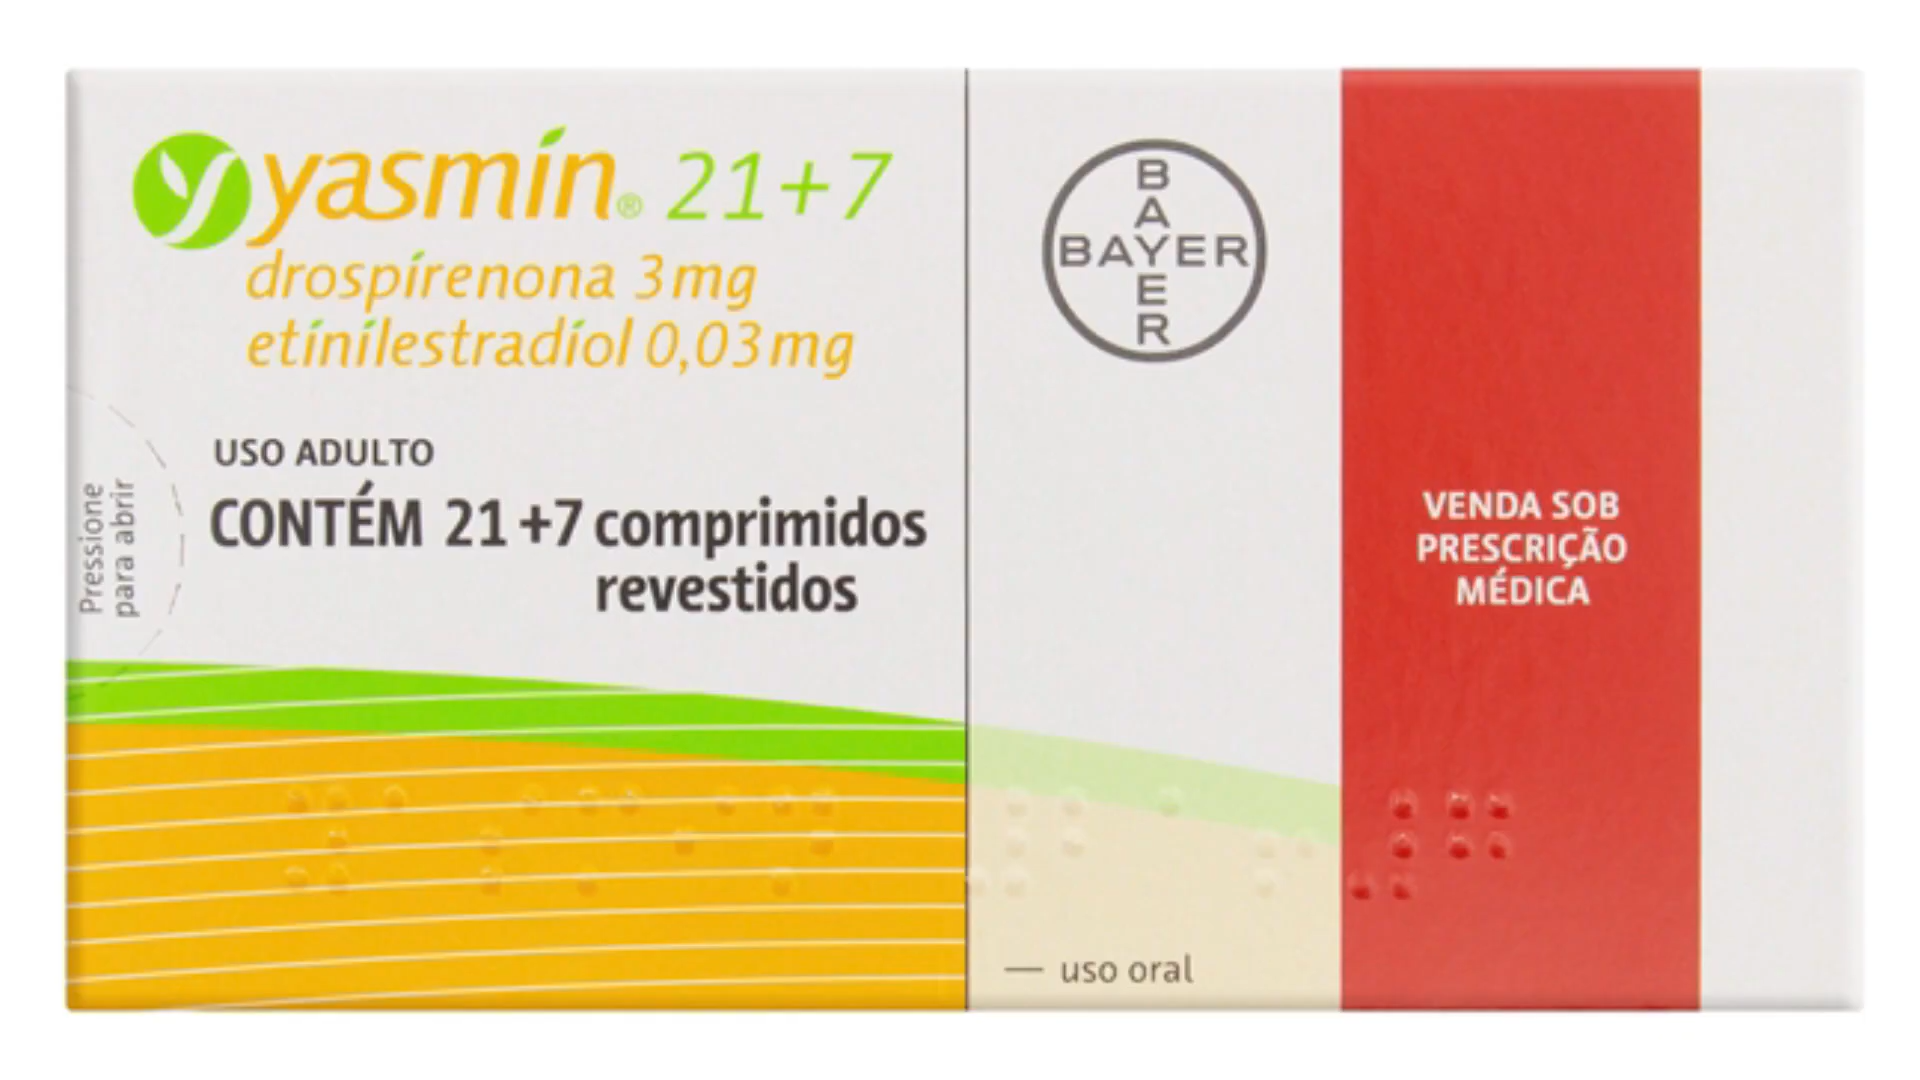 yasmin® 21+7
drospirenona 3mg
etinilestradiol 0,03mg
USO ADULTO
CONTÉM 21+7 comprimidos
revestidos
Pressione
para abrir
BAYER
BAYER
uso oral
VENDA SOB
PRESCRIÇÃO
MÉDICA